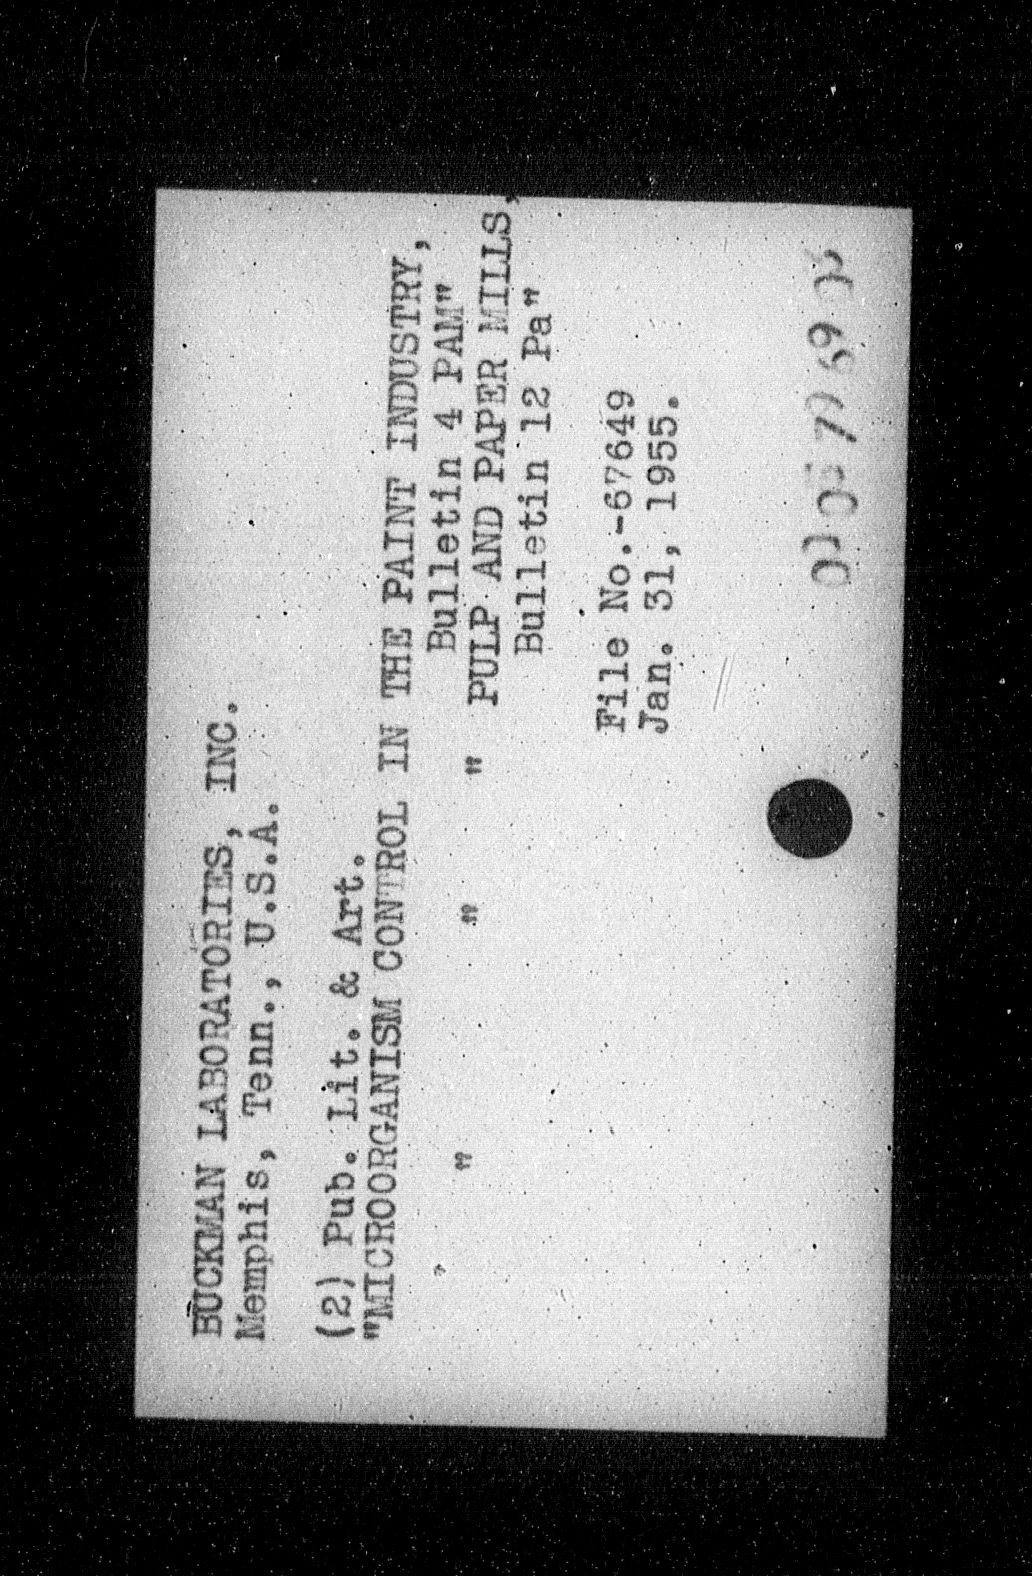 BUCKMAN LABORATORIES, INC.
Memphis, Tenn., U.S.A.
(2) Pub. Lit. & Art.
"MICROORGANISM CONTROL IN THE PAINT INDUSTRY,
Bulletin 4 PAM"
" " " PULP AND PAPER MILLS,
Bulletin 12 Pa"
File No.-67649
Jan. 31, 1955.